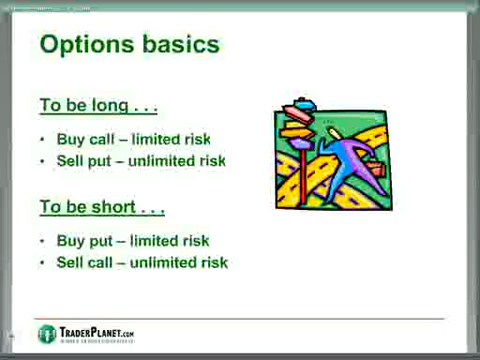 Options basics
To be long . . .
• Buy call – limited risk
• Sell put – unlimited risk
To be short . . .
• Buy put – limited risk
• Sell call – unlimited risk
TRADERPLANET.COM